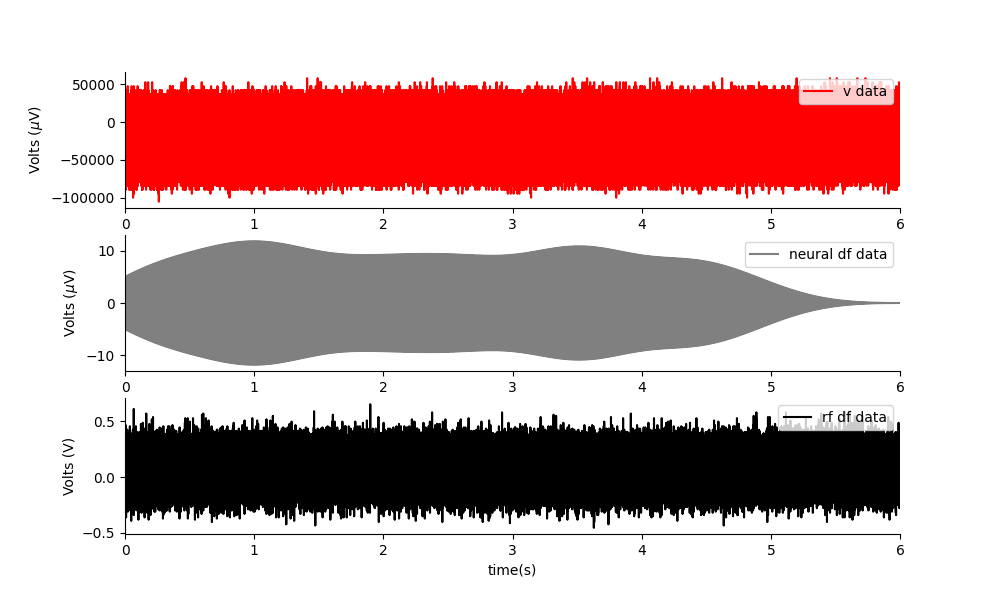 Volts (μV)
50000
0
−50000
−100000
v data
0 1 2 3 4 5 6
Volts (μV)
10
0
−10
neural df data
0 1 2 3 4 5 6
Volts (V)
0.5
0.0
−0.5
rf df data
0 1 2 3 4 5 6
time(s)